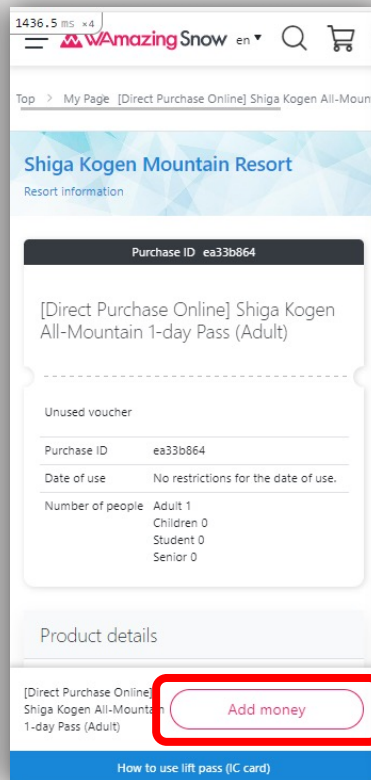 1436.5 ms ×4
WAmazing Snow en
Top > My Page [Direct Purchase Online] Shiga Kogen All-Moun
Shiga Kogen Mountain Resort
Resort information
Purchase ID ea33b864
[Direct Purchase Online] Shiga Kogen
All-Mountain 1-day Pass (Adult)
Unused voucher
Purchase ID ea33b864
Date of use No restrictions for the date of use.
Number of people Adult 1
Children 0
Student 0
Senior 0
Product details
[Direct Purchase Online]
Shiga Kogen All-Mountain
1-day Pass (Adult)
Add money
How to use lift pass (IC card)